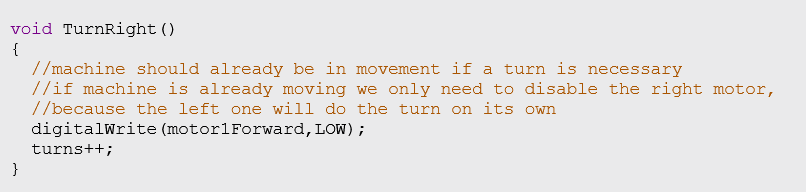 void TurnRight()
{
//machine should already be in movement if a turn is necessary
//if machine is already moving we only need to disable the right motor,
//because the left one will do the turn on its own
digitalWrite(motor1Forward,LOW);
turns++;
}